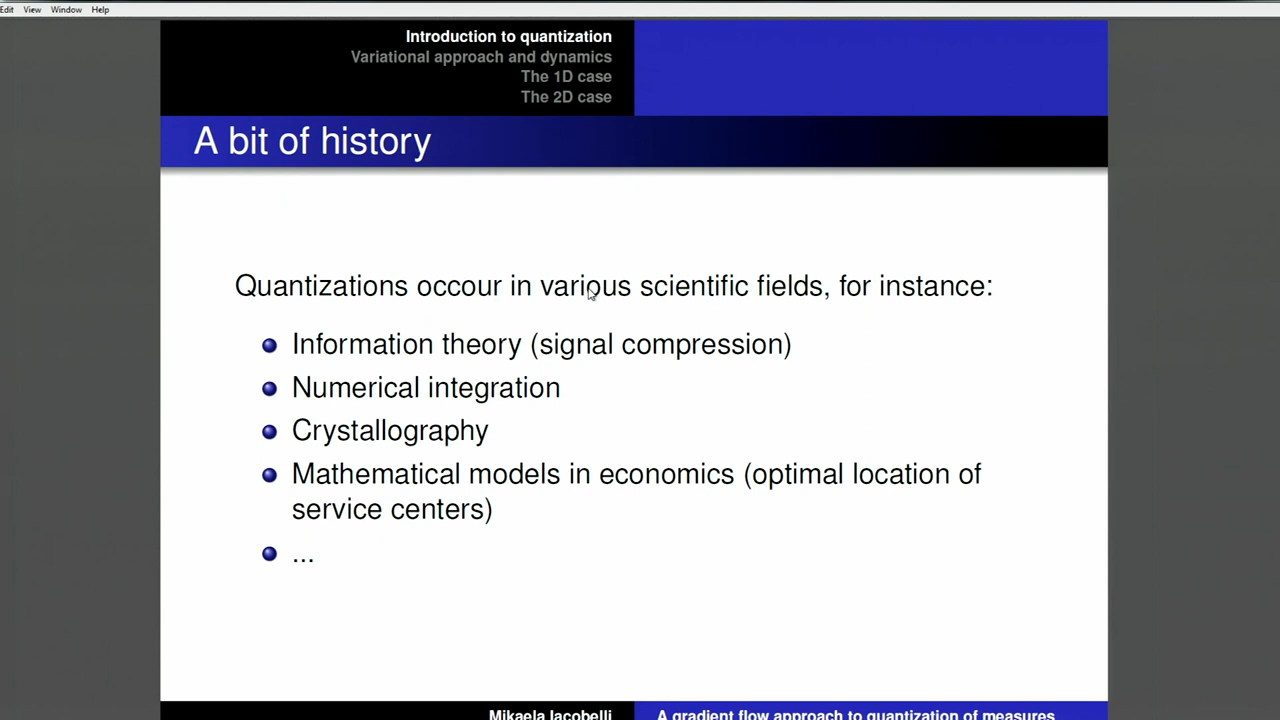 Edit View Window Help
Introduction to quantization
Variational approach and dynamics
The 1D case
The 2D case
A bit of history
Quantizations occour in various scientific fields, for instance:
Information theory (signal compression)
Numerical integration
Crystallography
Mathematical models in economics (optimal location of
service centers)
...
Mikaela Iacobelli A gradient flow approach to quantization of measures